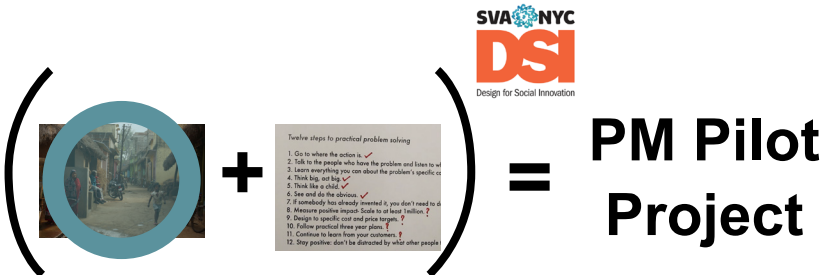 SVA NYC
DSI
Design for Social Innovation
Twelve steps to practical problem solving
1. Go to where the action is. ✓
2. Talk to the people who have the problem and listen to
3. Learn everything you can about the problem's specific
4. Think big, act big. ✓
5. Think like a child. ✓
6. See and do the obvious. ✓
7. If somebody has already invented it, you don't need to
8. Measure positive impact- Scale to at least 1million. ?
9. Design to specific cost and price targets. ?
10. Follow practical three year plans. ?
11. Continue to learn from your customers. ?
12. Stay positive: don't be distracted by what other people
( + ) = PM Pilot
Project